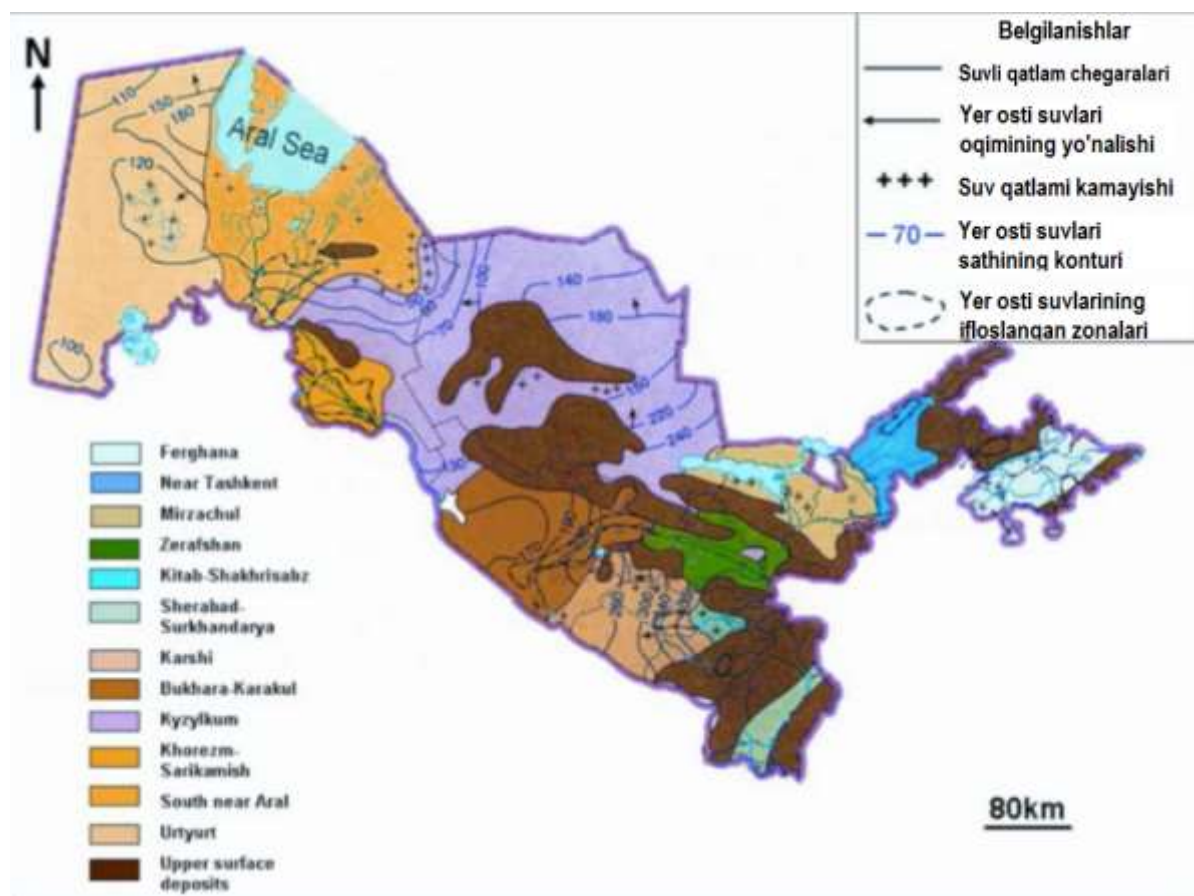 N
Aral Sea
110
150
180
120
100
100
140
180
70
150
220
240
130
Belgilanishlar
Suvli qatlam chegaralari
Yer osti suvlari
oqimining yo'nalishi
Suv qatlami kamayishi
70
Yer osti suvlari
sathining konturi
Yer osti suvlarining
ifloslangan zonalari
Ferghana
Near Tashkent
Mirzachul
Zerafshan
Kitab-Shakhrisabz
Sherabad-
Surkhandarya
Karshi
Bukhara-Karakul
Kyzylkum
Khorezm-
Sarikamish
South near Aral
Urtyurt
Upper surface
deposits
80km